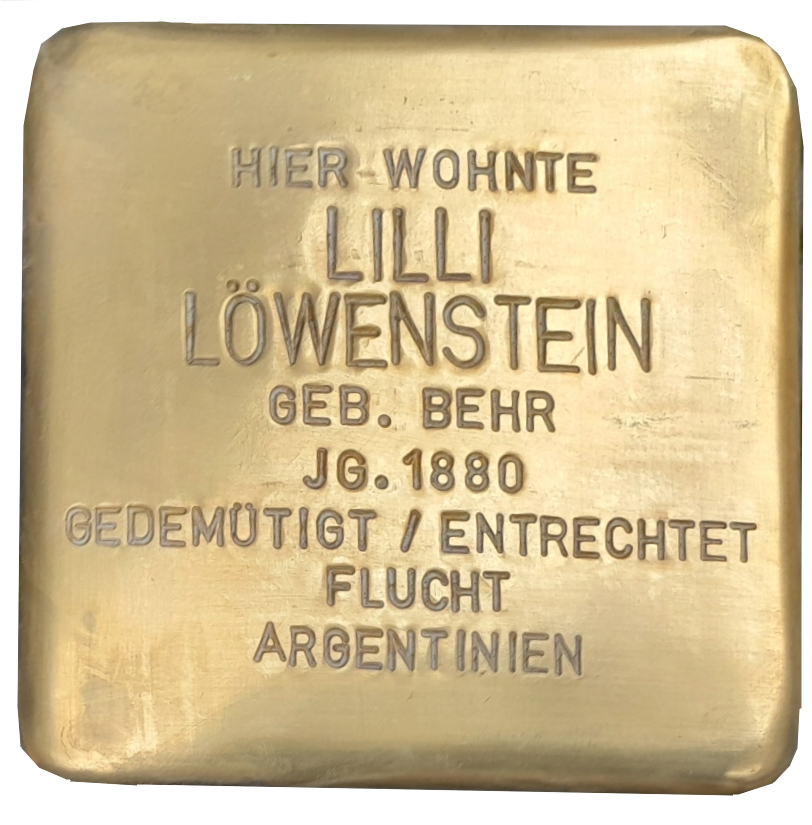 HIER WOHNTE
LILLI
LÖWENSTEIN
GEB. BEHR
JG. 1880
GEDEMÜTIGT / ENTRECHTET
FLUCHT
ARGENTINIEN